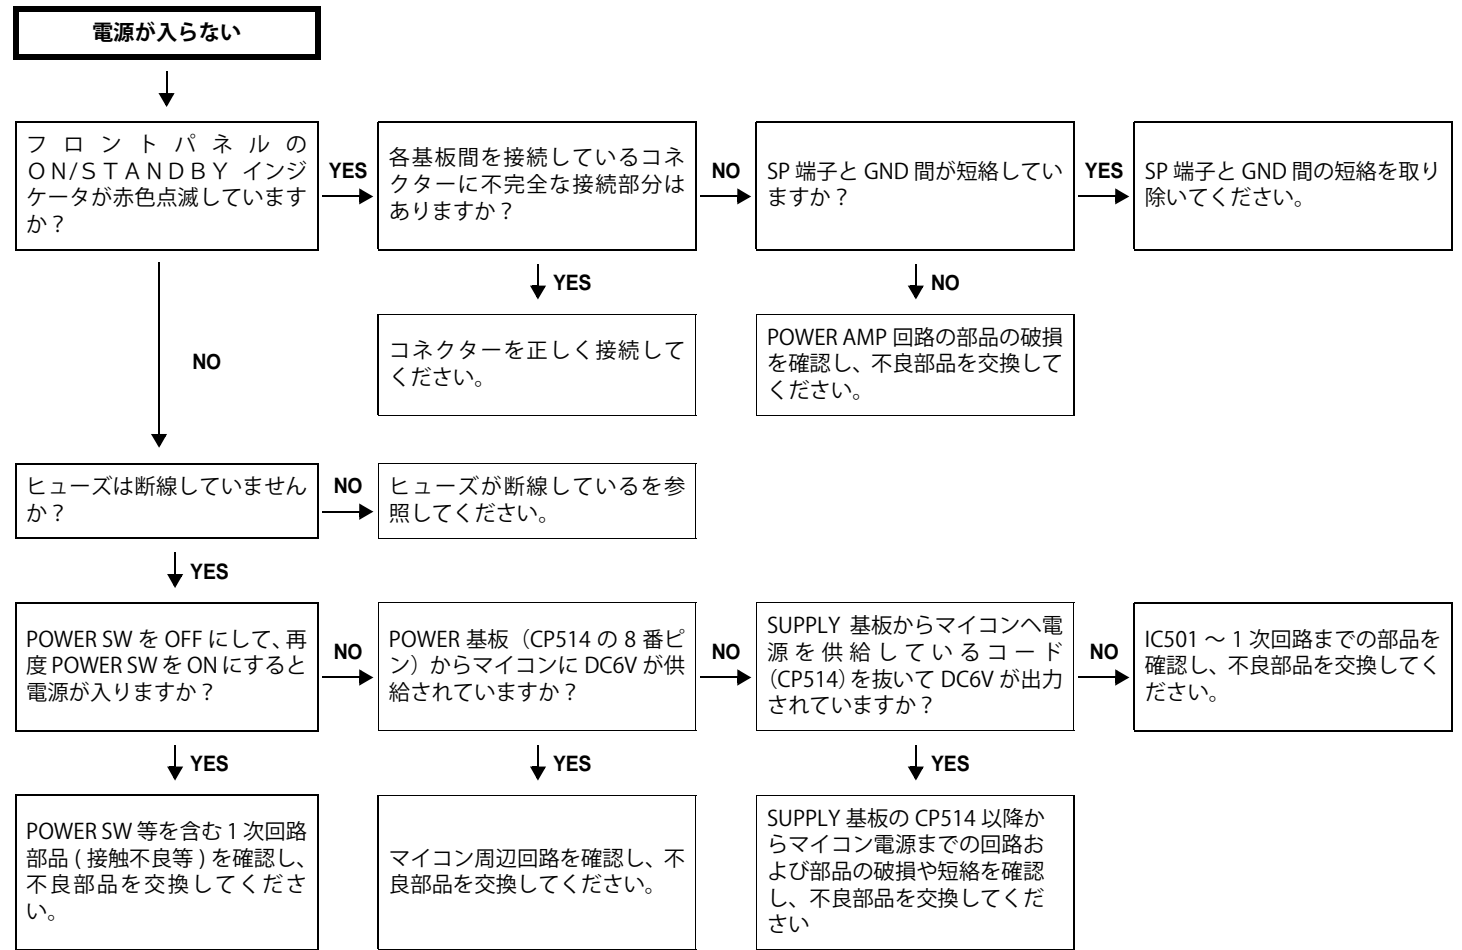 電源が入らない
フロントパネルの
ON/STANDBY インジ
ケータが赤色点滅しています
か？
YES
各基板間を接続しているコネ
クターに不完全な接続部分は
ありますか？
NO
SP 端子と GND 間が短絡してい
ますか？
YES
SP 端子と GND 間の短絡を取り
除いてください。
NO
YES
コネクターを正しく接続して
ください。
NO
POWER AMP 回路の部品の破損
を確認し、不良部品を交換して
ください。
ヒューズは断線していません
か？
NO
ヒューズが断線しているを参
照してください。
YES
POWER SW を OFF にして、再
度 POWER SW を ON にすると
電源が入りますか？
NO
POWER 基板（CP514 の 8 番ピ
ン）からマイコンに DC6V が供
給されていますか？
NO
SUPPLY 基板からマイコンへ電
源を供給しているコード
（CP514）を抜いて DC6V が出力
されていますか？
NO
IC501 ～ 1 次回路までの部品を
確認し、不良部品を交換してく
ださい。
YES
POWER SW 等を含む 1 次回路
部品 ( 接触不良等 ) を確認し、
不良部品を交換してくださ
い。
YES
マイコン周辺回路を確認し、不
良部品を交換してください。
YES
SUPPLY 基板の CP514 以降か
らマイコン電源までの回路お
よび部品の破損や短絡を確認
し、不良部品を交換してくだ
さい